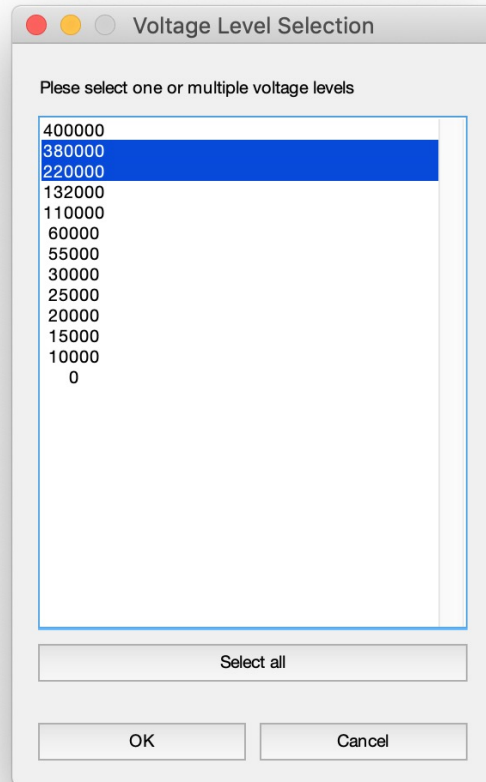 Voltage Level Selection
Plese select one or multiple voltage levels
400000
380000
220000
132000
110000
60000
55000
30000
25000
20000
15000
10000
0
Select all
OK
Cancel